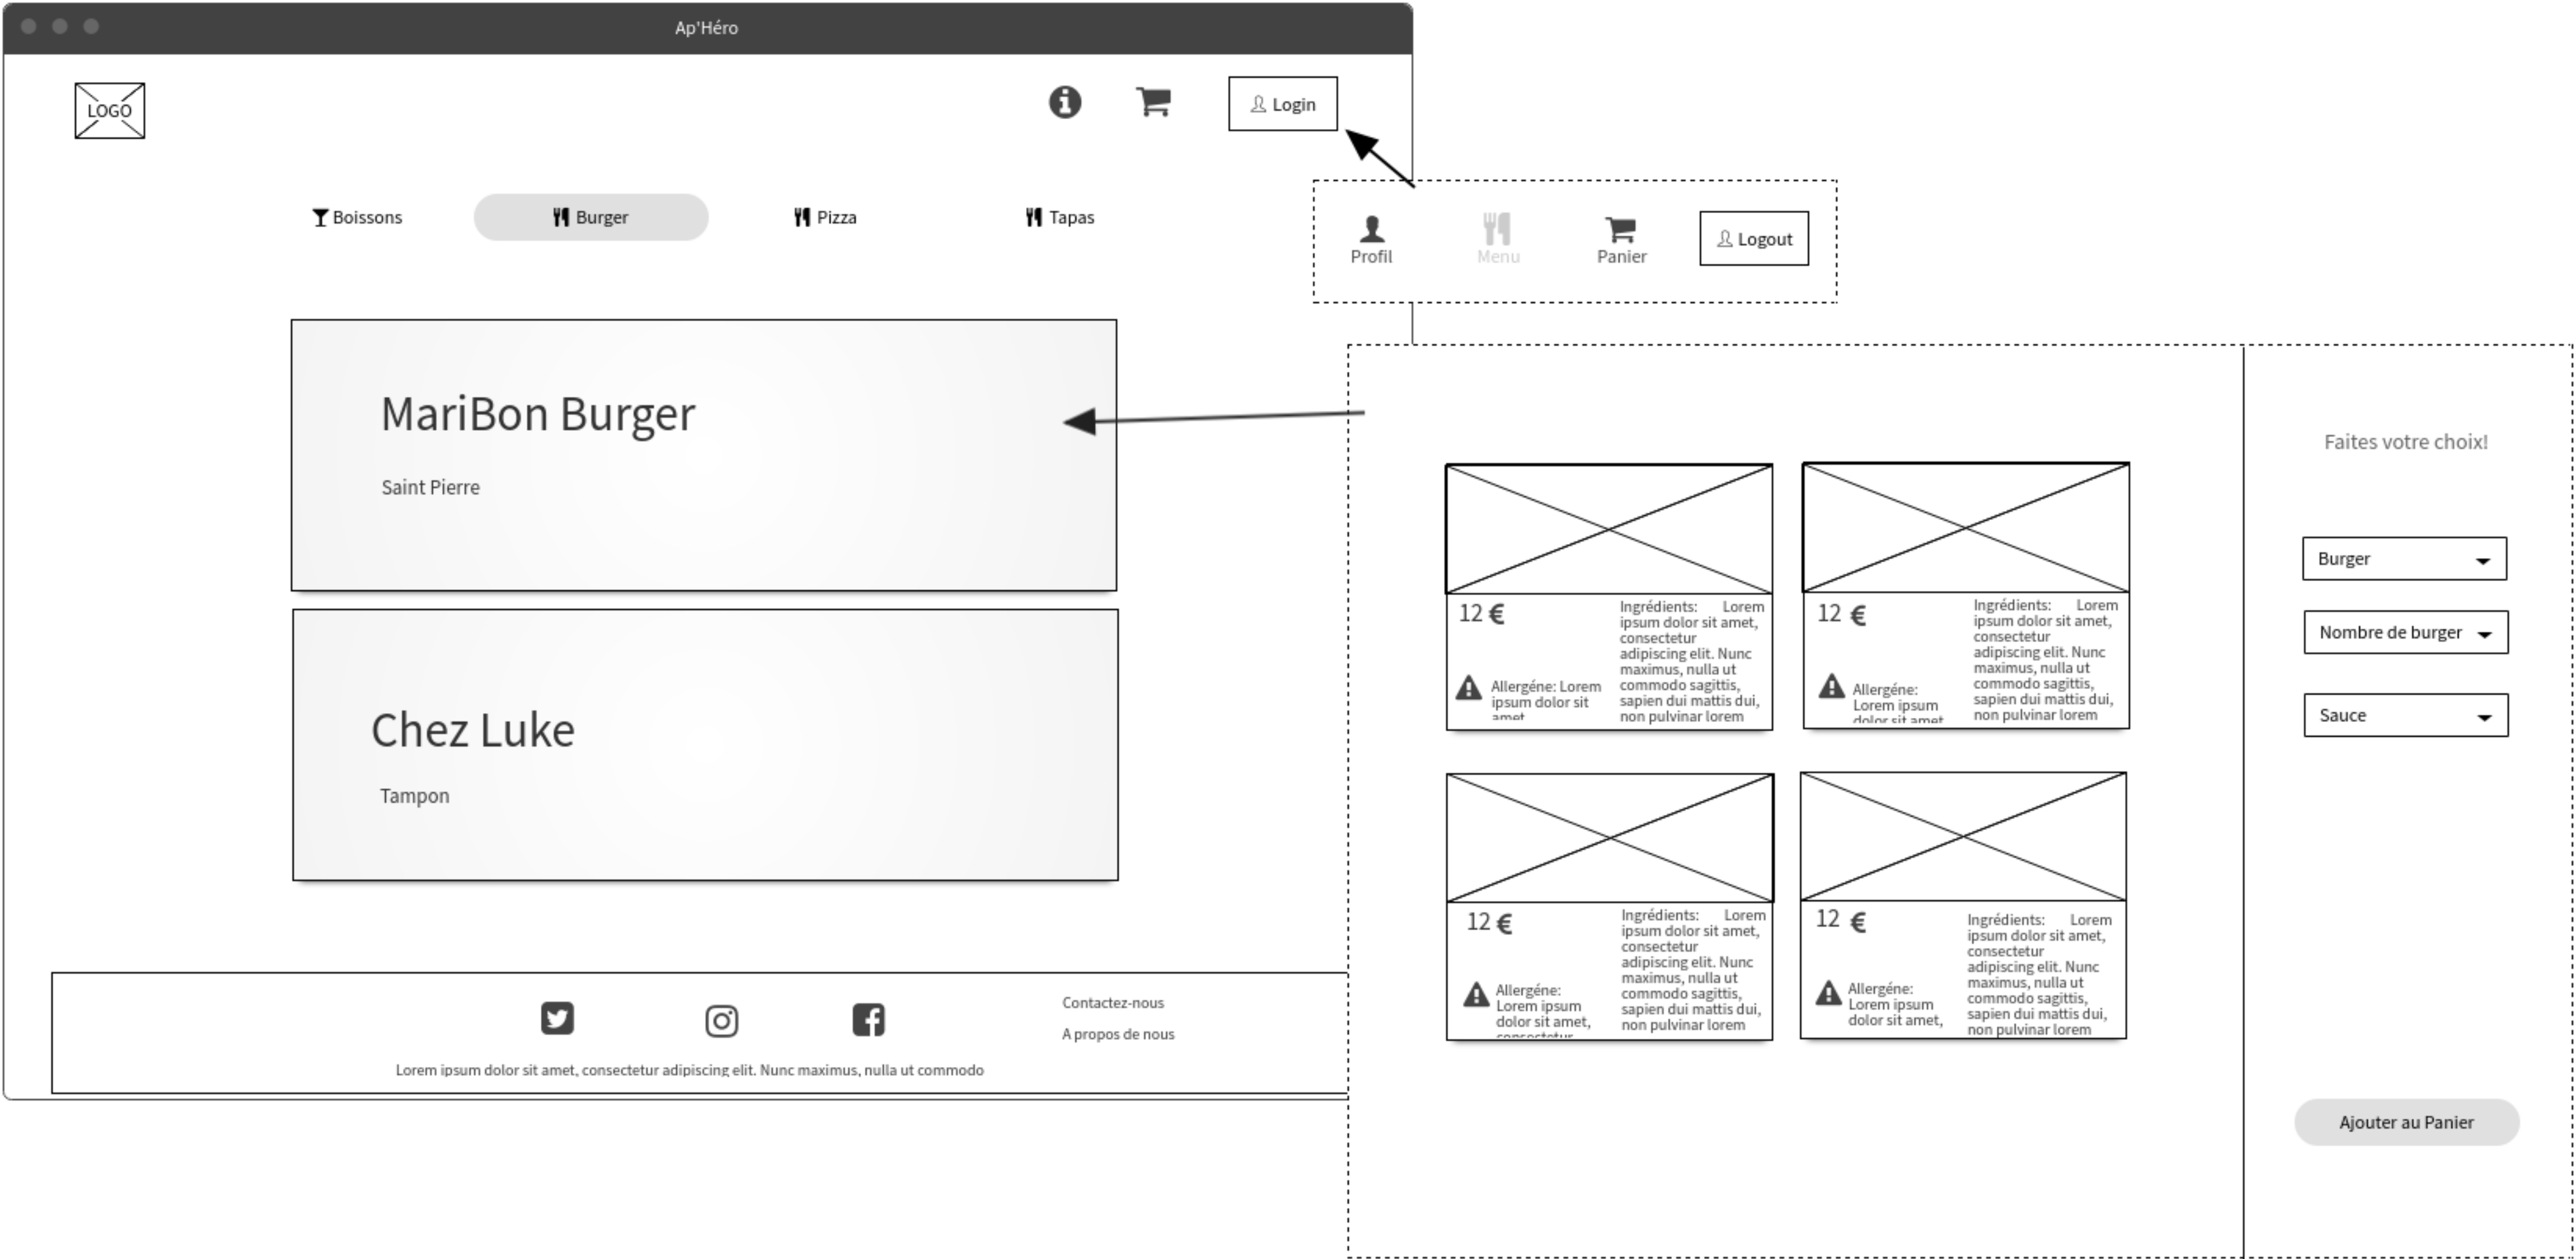 Ap'Héro
LOGO
Login
Boissons
Burger
Pizza
Tapas
Profil
Menu
Panier
Logout
MariBon Burger
Saint Pierre
Chez Luke
Tampon
Contactez-nous
A propos de nous
Lorem ipsum dolor sit amet, consectetur adipiscing elit. Nunc maximus, nulla ut commodo
12 €
Allergéne: Lorem
ipsum dolor sit
amet
Ingrédients: Lorem
ipsum dolor sit amet,
consectetur
adipiscing elit. Nunc
maximus, nulla ut
commodo sagittis,
sapien dui mattis dui,
non pulvinar lorem
12 €
Allergéne:
Lorem ipsum
dolor sit amet
Ingrédients: Lorem
ipsum dolor sit amet,
consectetur
adipiscing elit. Nunc
maximus, nulla ut
commodo sagittis,
sapien dui mattis dui,
non pulvinar lorem
12 €
Allergéne:
Lorem ipsum
dolor sit amet,
consectetur
Ingrédients: Lorem
ipsum dolor sit amet,
consectetur
adipiscing elit. Nunc
maximus, nulla ut
commodo sagittis,
sapien dui mattis dui,
non pulvinar lorem
12 €
Allergéne:
Lorem ipsum
dolor sit amet,
Ingrédients: Lorem
ipsum dolor sit amet,
consectetur
adipiscing elit. Nunc
maximus, nulla ut
commodo sagittis,
sapien dui mattis dui,
non pulvinar lorem
Faites votre choix!
Burger
Nombre de burger
Sauce
Ajouter au Panier